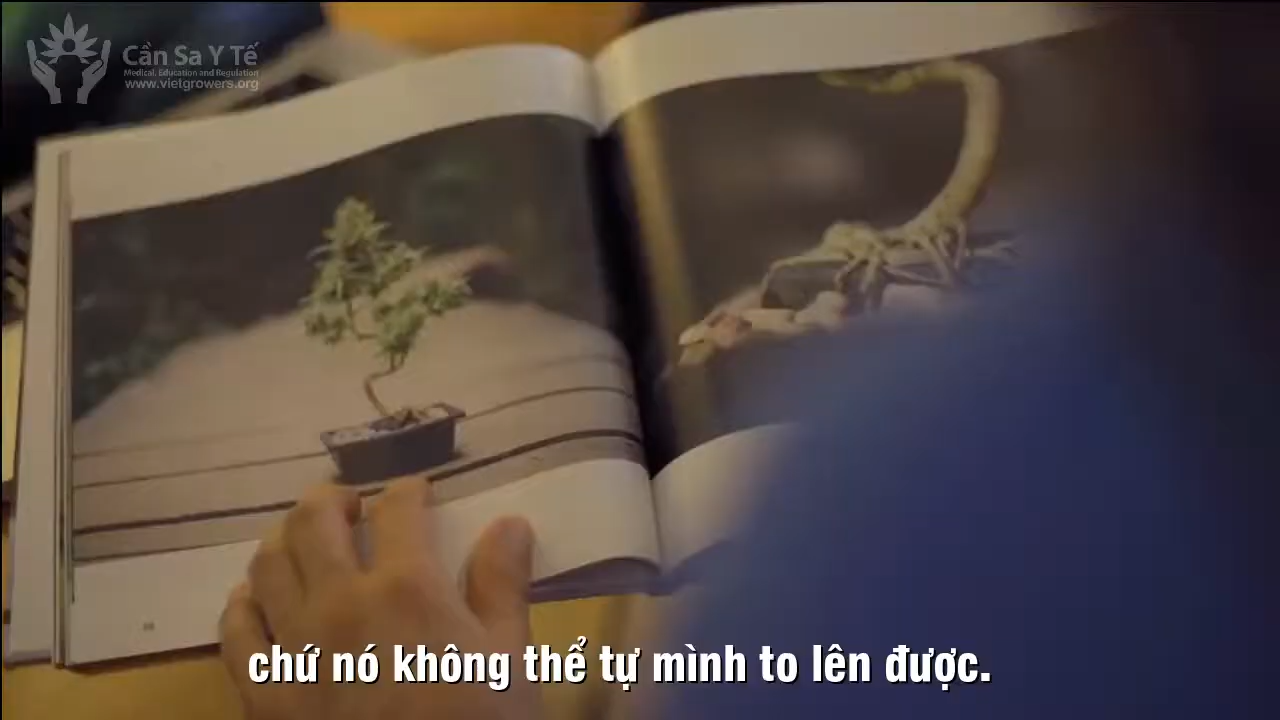 Cần Sa Y Tế
Medical, Education and Regulation
www.vietgrowers.org
chứ nó không thể tự mình to lên được.